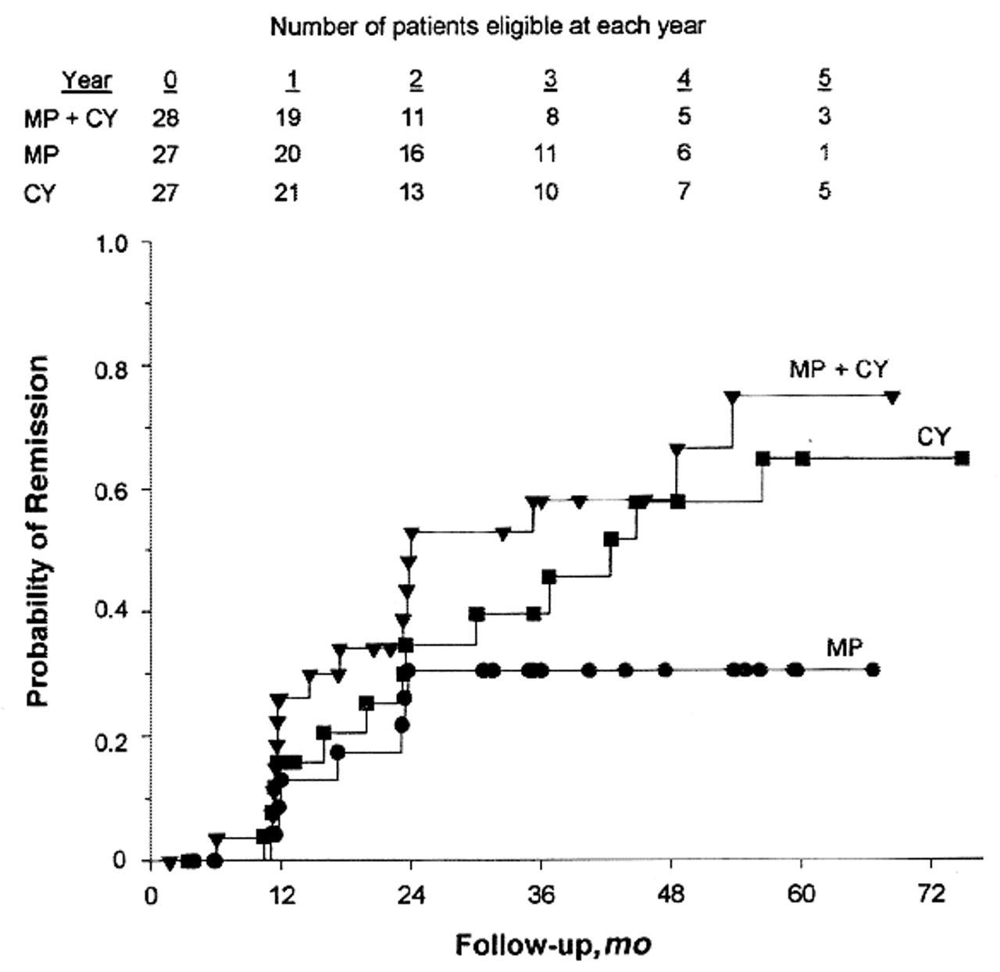 Number of patients eligible at each year
Year 0 1 2 3 4 5
MP + CY 28 19 11 8 5 3
MP 27 20 16 11 6 1
CY 27 21 13 10 7 5
1.0
0.8
0.6
0.4
0.2
0
Probability of Remission
MP + CY
CY
MP
0 12 24 36 48 60 72
Follow-up, mo